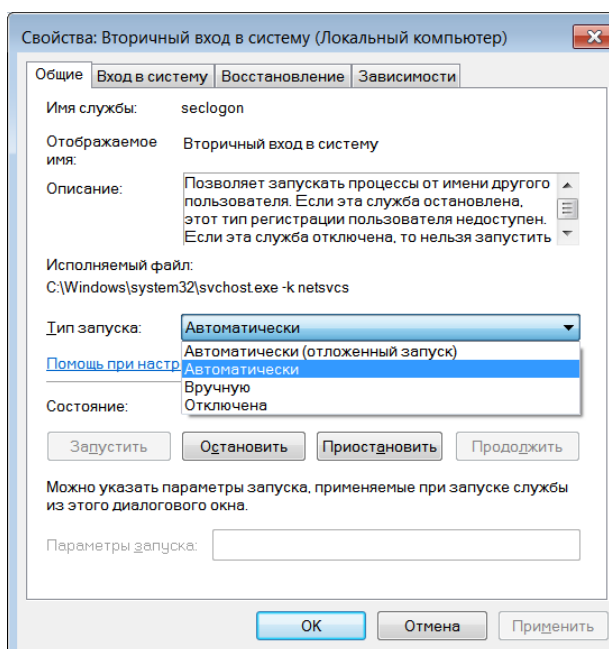 Свойства: Вторичный вход в систему (Локальный компьютер)
Общие Вход в систему Восстановление Зависимости
Имя службы: seclogon
Отображаемое имя: Вторичный вход в систему
Описание: Позволяет запускать процессы от имени другого
пользователя. Если эта служба остановлена,
этот тип регистрации пользователя недоступен.
Если эта служба отключена, то нельзя запустить
Исполняемый файл:
C:\Windows\system32\svchost.exe -k netsvcs
Тип запуска: Автоматически
Автоматически (отложенный запуск)
Помощь при настр Автоматически
Вручную
Состояние: Отключена
Запустить Остановить Приостановить Продолжить
Можно указать параметры запуска, применяемые при запуске службы
из этого диалогового окна.
Параметры запуска:
OK Отмена Применить